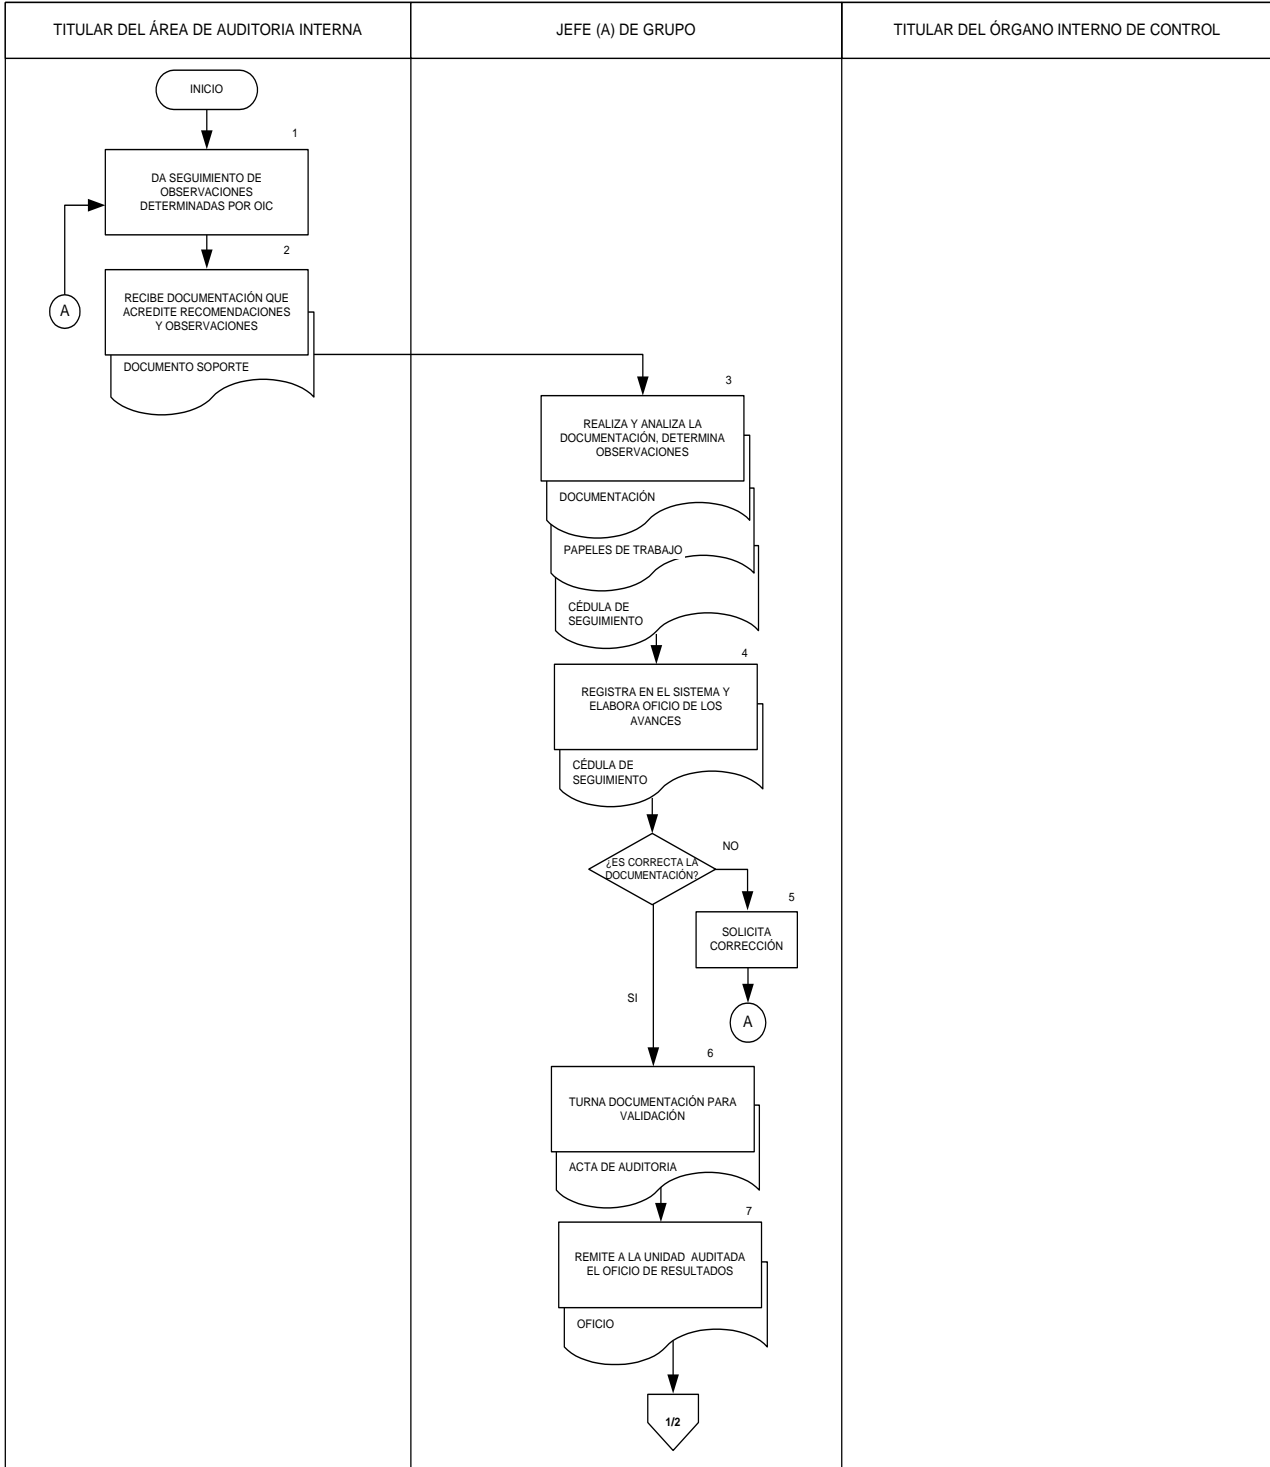 TITULAR DEL ÁREA DE AUDITORIA INTERNA
JEFE (A) DE GRUPO
TITULAR DEL ÓRGANO INTERNO DE CONTROL
INICIO
1
DA SEGUIMIENTO DE
OBSERVACIONES
DETERMINADAS POR OIC
2
RECIBE DOCUMENTACIÓN QUE
ACREDITE RECOMENDACIONES
Y OBSERVACIONES
A
DOCUMENTO SOPORTE
3
REALIZA Y ANALIZA LA
DOCUMENTACIÓN, DETERMINA
OBSERVACIONES
DOCUMENTACIÓN
PAPELES DE TRABAJO
CÉDULA DE
SEGUIMIENTO
4
REGISTRA EN EL SISTEMA Y
ELABORA OFICIO DE LOS
AVANCES
CÉDULA DE
SEGUIMIENTO
¿ES CORRECTA LA
DOCUMENTACIÓN?
NO
5
SOLICITA
CORRECCIÓN
SI
A
6
TURNA DOCUMENTACIÓN PARA
VALIDACIÓN
ACTA DE AUDITORIA
7
REMITE A LA UNIDAD AUDITADA
EL OFICIO DE RESULTADOS
OFICIO
1/2